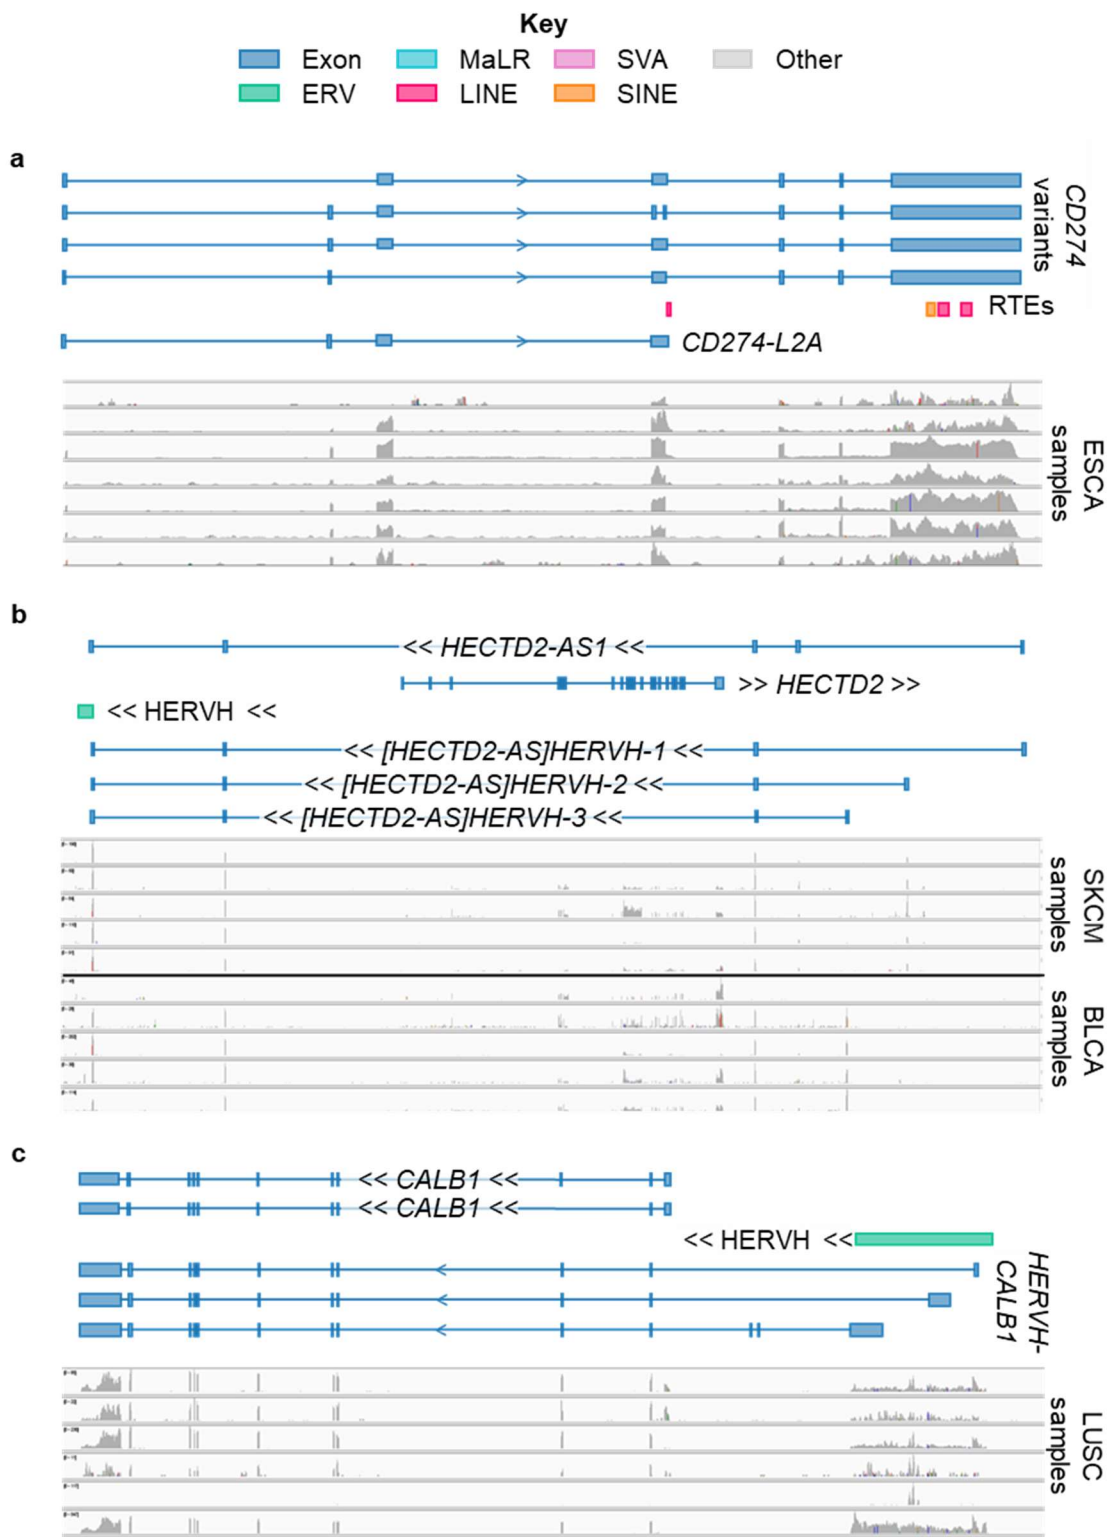 Key
Exon MaLR SVA Other
ERV LINE SINE
a
CD274
variants
RTEs
CD274-L2A
ESCA
samples
b
<< HECTD2-AS1 <<
>> HECTD2 >>
<< HERVH <<
<< [HECTD2-AS]HERVH-1 <<
<< [HECTD2-AS]HERVH-2 <<
<< [HECTD2-AS]HERVH-3 <<
SKCM
samples
BLCA
samples
c
<< CALB1 <<
<< CALB1 <<
<< HERVH <<
HERVH-
CALB1
LUSC
samples